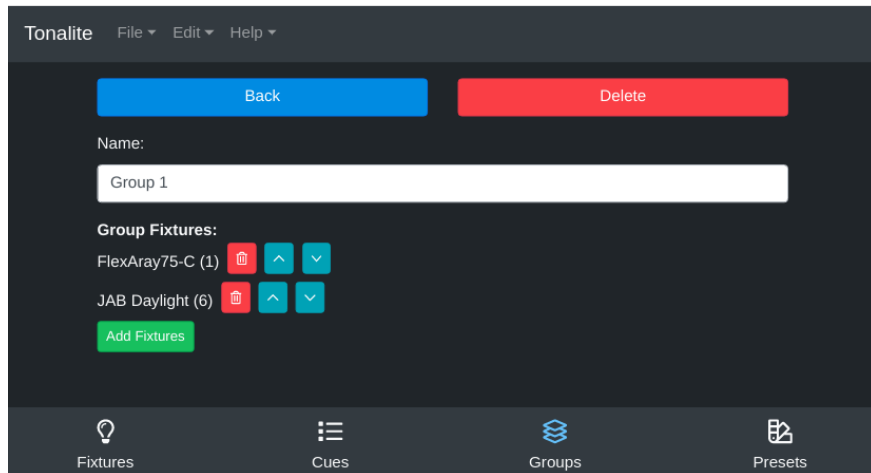 Tonalite File Edit Help
Back Delete
Name:
Group 1
Group Fixtures:
FlexAray75-C (1)
JAB Daylight (6)
Add Fixtures
Fixtures Cues Groups Presets